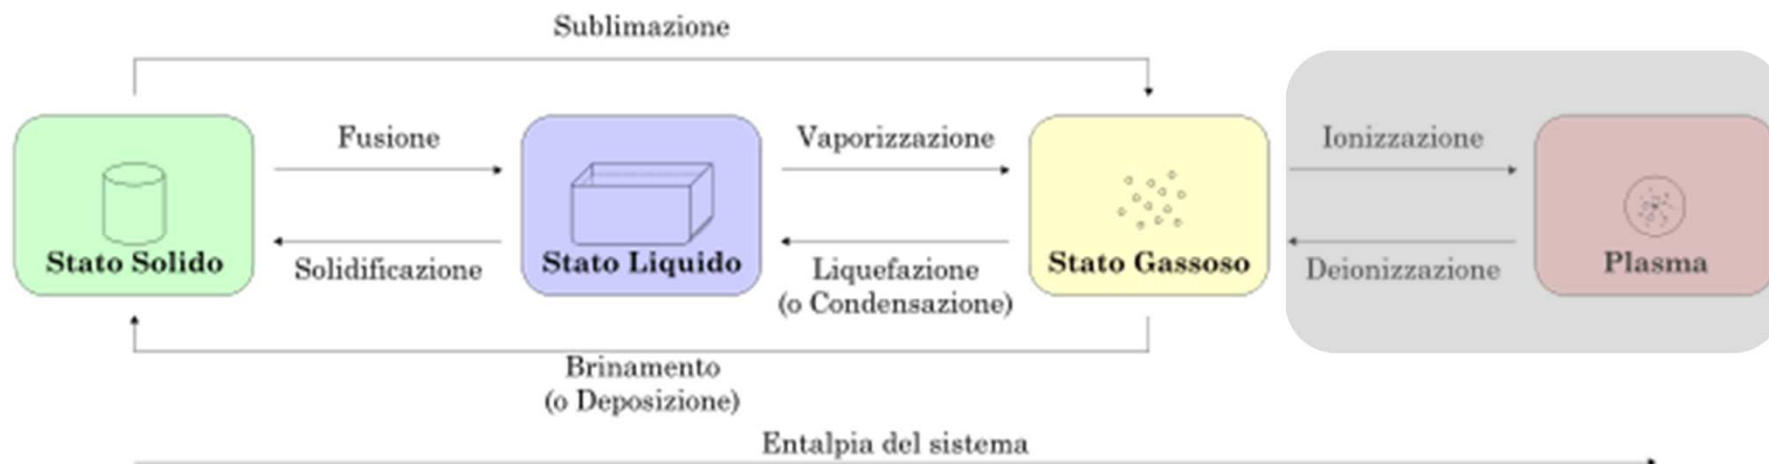 Sublimazione
Fusione
Vaporizzazione
Ionizzazione
Stato Solido
Solidificazione
Stato Liquido
Liquefazione
(o Condensazione)
Stato Gassoso
Deionizzazione
Plasma
Brinamento
(o Deposizione)
Entalpia del sistema